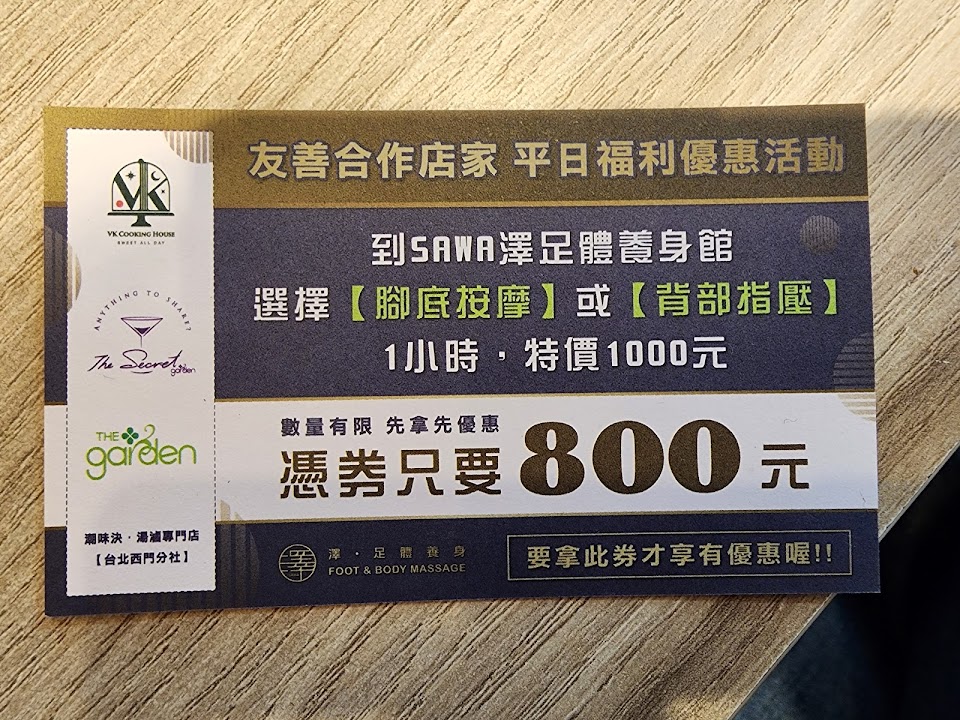 友善合作店家 平日福利優惠活動
到SAWA澤足體養身館
選擇【腳底按摩】或【背部指壓】
1小時，特價1000元
數量有限 先拿先優惠
憑券只要800元
澤・足體養身
FOOT & BODY MASSAGE
要拿此券才享有優惠喔!!
VK
VK COOKING HOUSE
SWEET ALL DAY
ANYTHING TO SHARE?
The Secret
garden
THE
garden
潮味決・湯滷專門店
【台北西門分社】